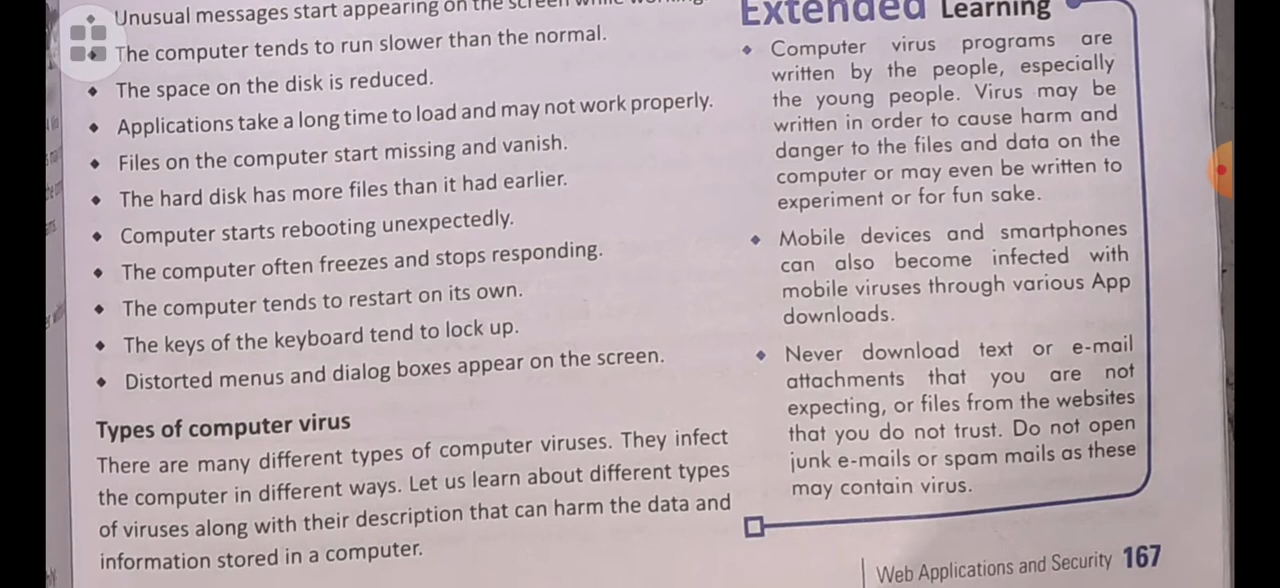 Unusual messages start appearing on the screen while working.
The computer tends to run slower than the normal.
The space on the disk is reduced.
Applications take a long time to load and may not work properly.
Files on the computer start missing and vanish.
The hard disk has more files than it had earlier.
Computer starts rebooting unexpectedly.
The computer often freezes and stops responding.
The computer tends to restart on its own.
The keys of the keyboard tend to lock up.
Distorted menus and dialog boxes appear on the screen.
Types of computer virus
There are many different types of computer viruses. They infect
the computer in different ways. Let us learn about different types
of viruses along with their description that can harm the data and
information stored in a computer.
Extended Learning
Computer virus programs are
written by the people, especially
the young people. Virus may be
written in order to cause harm and
danger to the files and data on the
computer or may even be written to
experiment or for fun sake.
Mobile devices and smartphones
can also become infected with
mobile viruses through various App
downloads.
Never download text or e-mail
attachments that you are not
expecting, or files from the websites
that you do not trust. Do not open
junk e-mails or spam mails as these
may contain virus.
Web Applications and Security 167